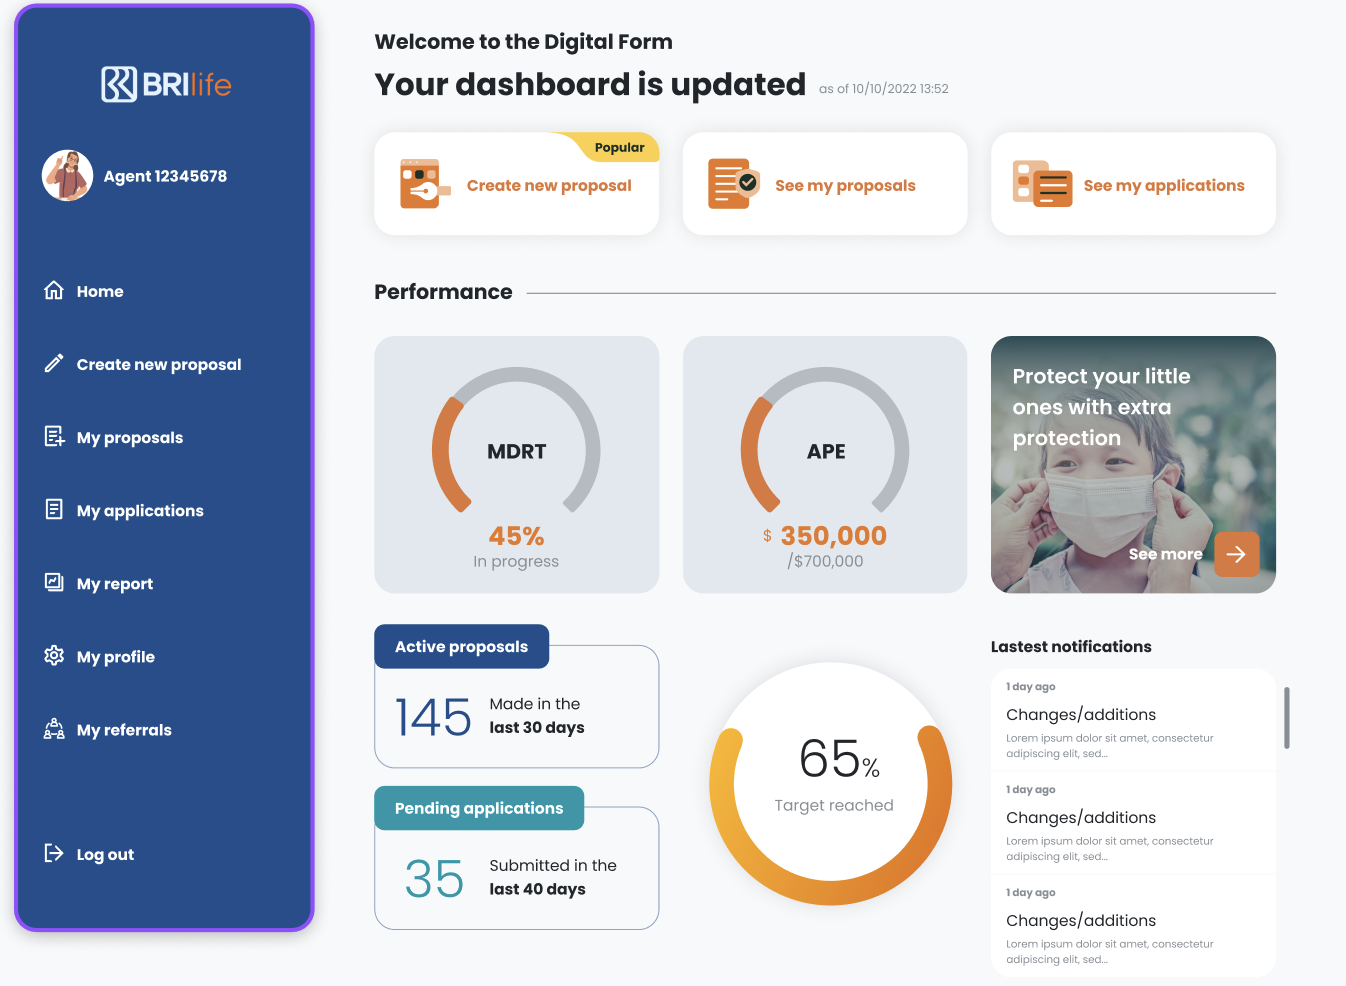 BRIlife
Agent 12345678
Home
Create new proposal
My proposals
My applications
My report
My profile
My referrals
Log out
Welcome to the Digital Form
Your dashboard is updated as of 10/10/2022 13:52
Popular
Create new proposal
See my proposals
See my applications
Performance
MDRT
45%
In progress
APE
$ 350,000
/$700,000
Protect your little
ones with extra
protection
See more
Active proposals
145
Made in the
last 30 days
Pending applications
35
Submitted in the
last 40 days
65%
Target reached
Lastest notifications
1 day ago
Changes/additions
Lorem ipsum dolor sit amet, consectetur
adipiscing elit, sed...
1 day ago
Changes/additions
Lorem ipsum dolor sit amet, consectetur
adipiscing elit, sed...
1 day ago
Changes/additions
Lorem ipsum dolor sit amet, consectetur
adipiscing elit, sed...